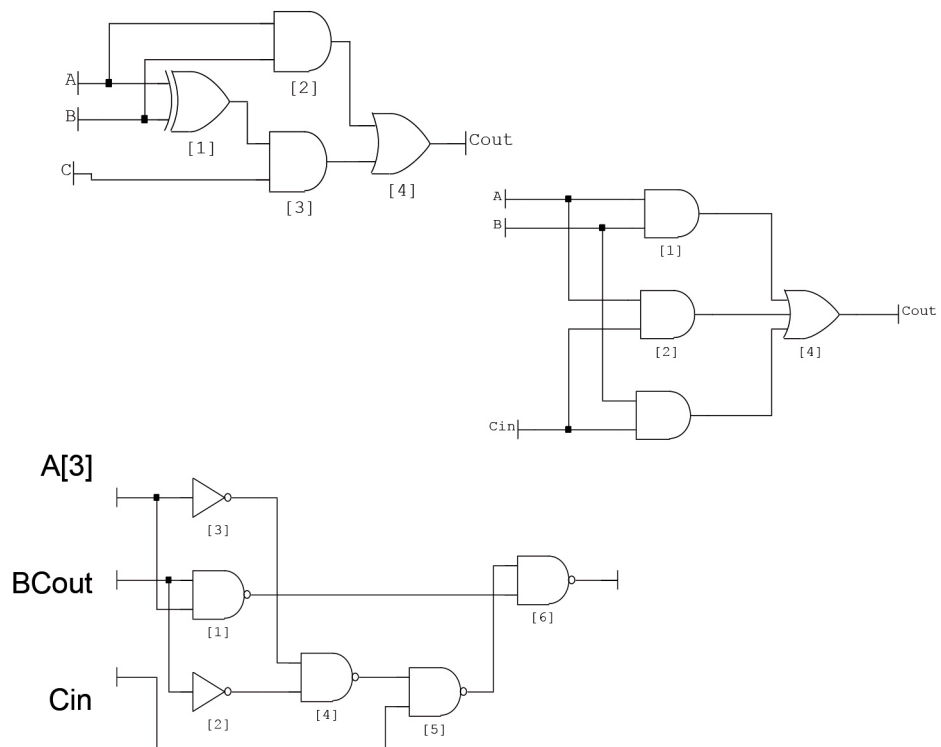 A
B
C
[1]
[2]
[3]
[4]
Cout
A
B
Cin
[1]
[2]
[4]
Cout
A[3]
BCout
Cin
[3]
[1]
[2]
[4]
[5]
[6]